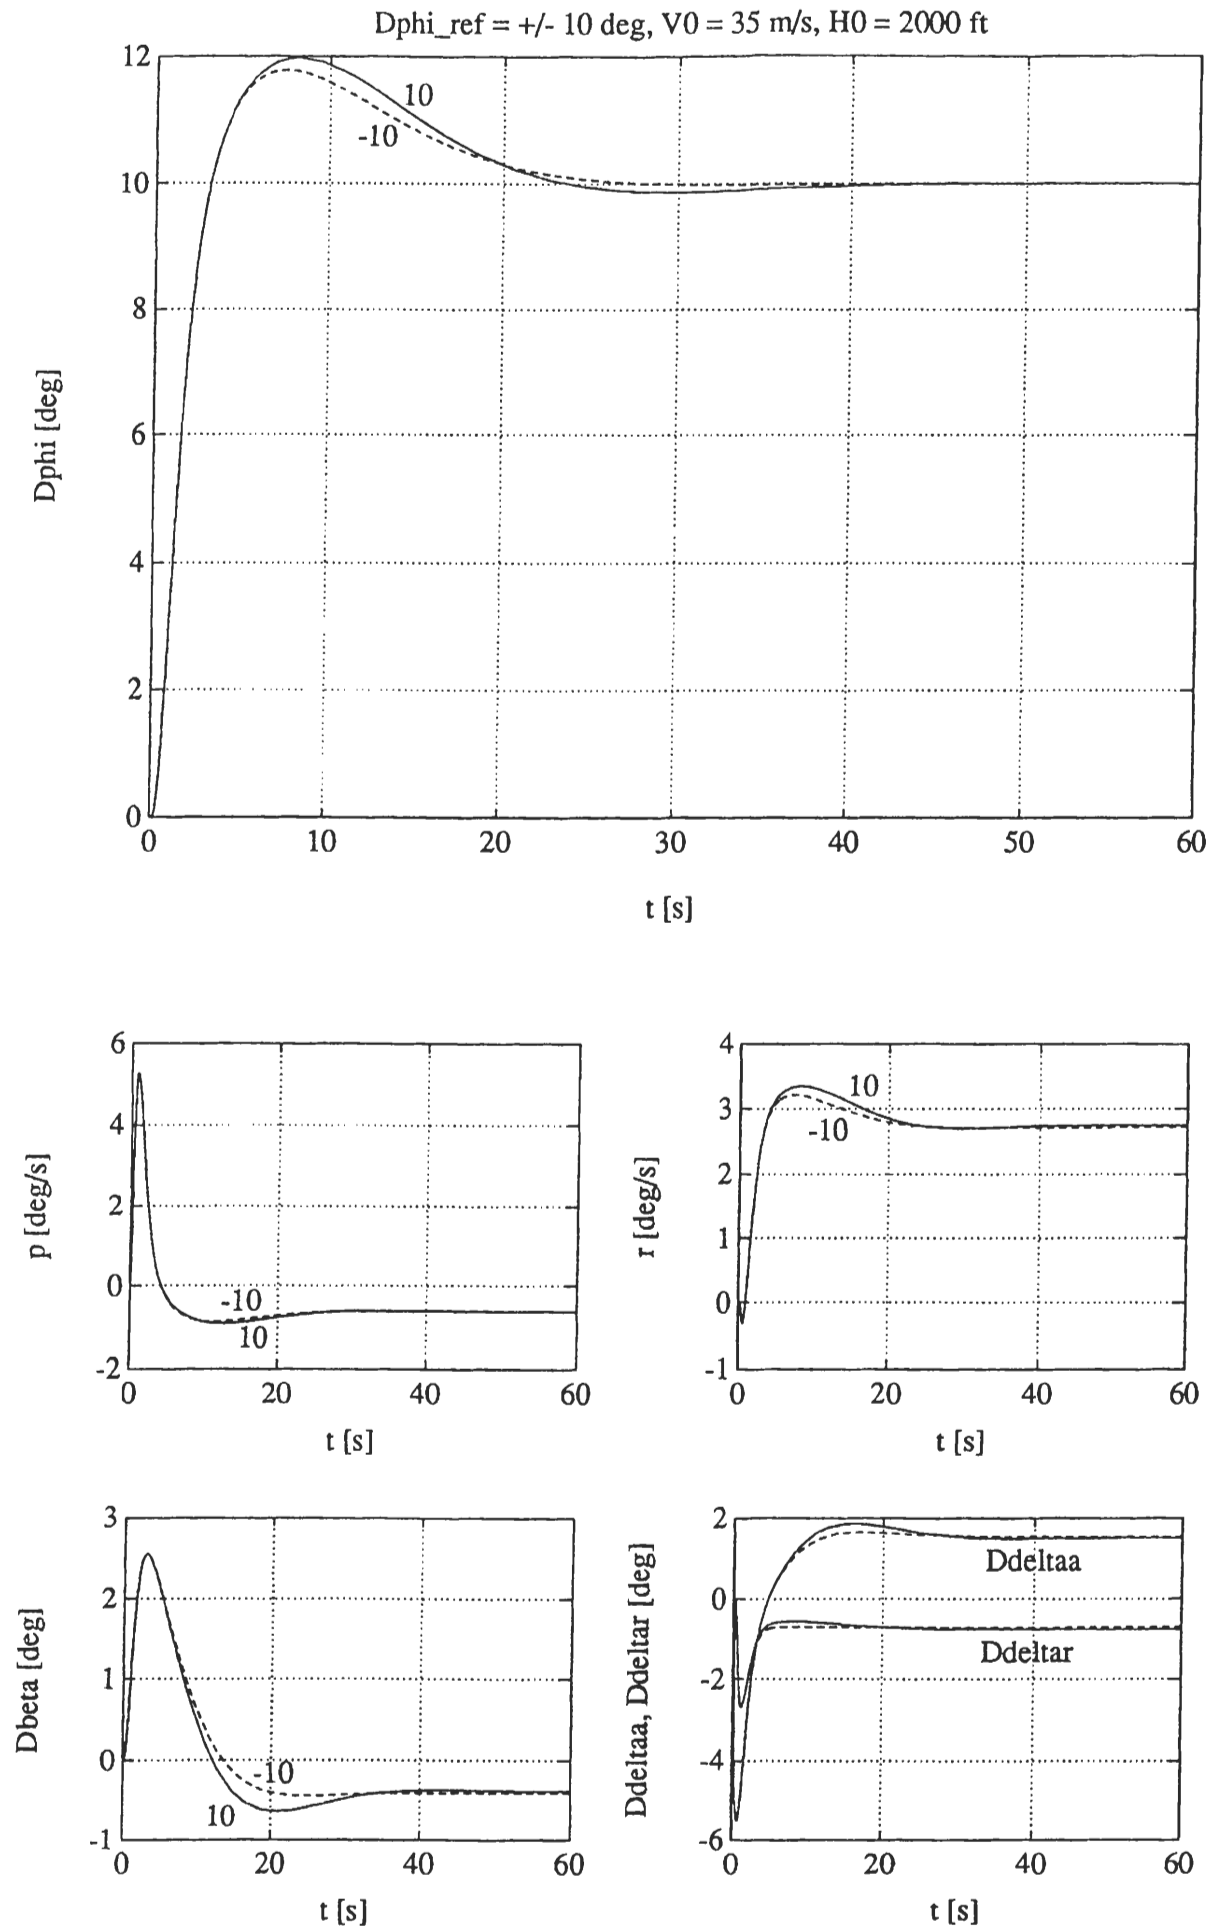 Dphi_ref = +/- 10 deg, V0 = 35 m/s, H0 = 2000 ft
12
10
8
6
4
2
0
Dphi [deg]
10
-10
0 10 20 30 40 50 60
t [s]
6
4
2
0
-2
p [deg/s]
-10
10
0 20 40 60
t [s]
4
3
2
1
0
-1
r [deg/s]
10
-10
0 20 40 60
t [s]
3
2
1
0
-1
Dbeta [deg]
-10
10
0 20 40 60
t [s]
2
0
-2
-4
-6
Ddeltaa, Ddeltar [deg]
Ddeltaa
Ddeltar
0 20 40 60
t [s]